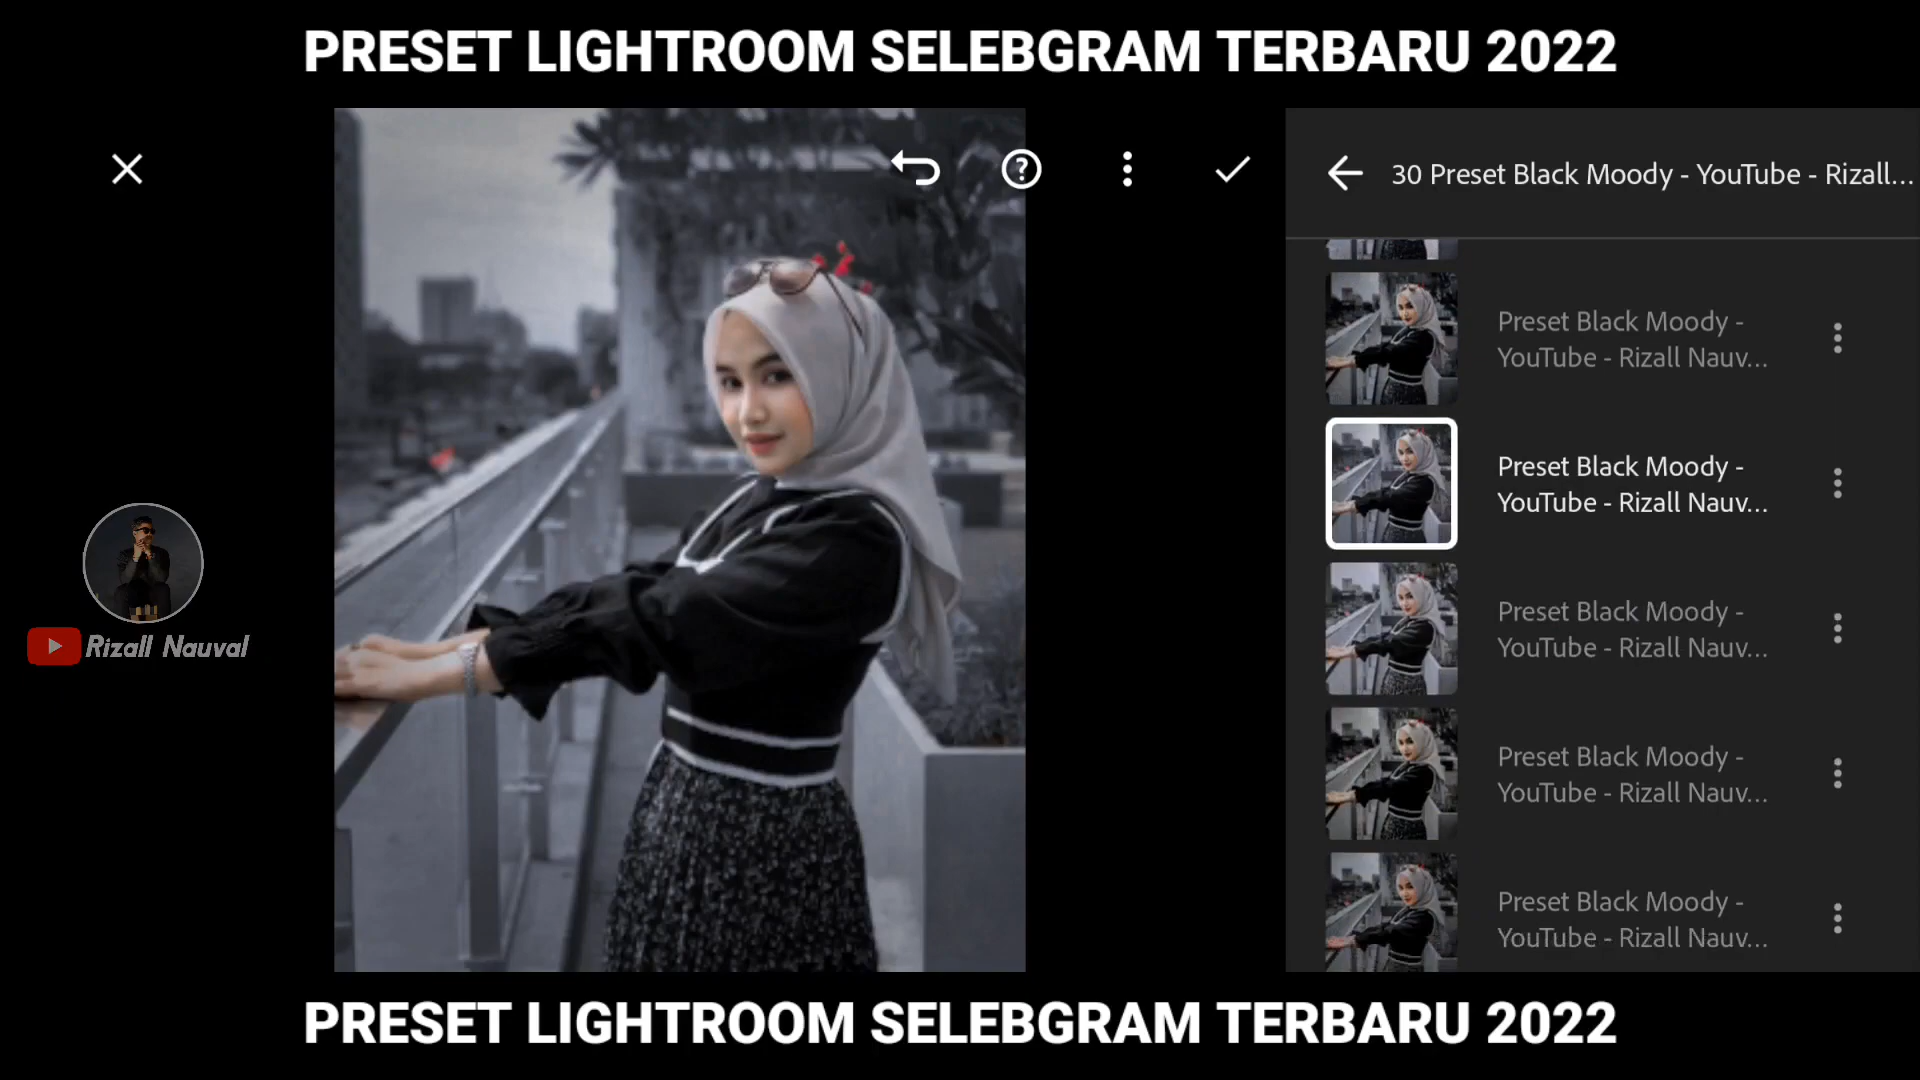 PRESET LIGHTROOM SELEBGRAM TERBARU 2022
30 Preset Black Moody - YouTube - Rizall...
Preset Black Moody -
YouTube - Rizall Nauv...
Preset Black Moody -
YouTube - Rizall Nauv...
Preset Black Moody -
YouTube - Rizall Nauv...
Preset Black Moody -
YouTube - Rizall Nauv...
Preset Black Moody -
YouTube - Rizall Nauv...
Rizall Nauval
PRESET LIGHTROOM SELEBGRAM TERBARU 2022